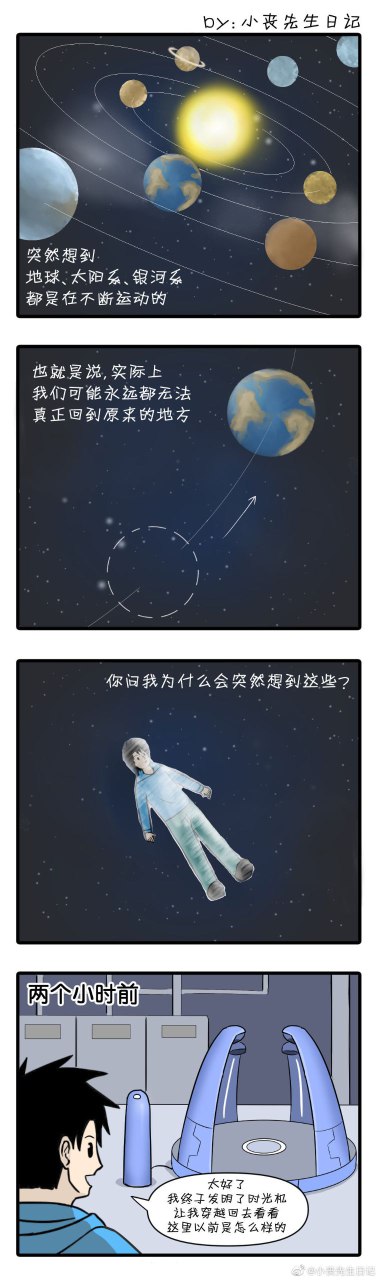 by:小丧先生日记
突然想到
地球、太阳系、银河系
都是在不断运动的
也就是说,实际上
我们可能永远都无法
真正回到原来的地方
你问我为什么会突然想到这些?
两个小时前
太好了
我终于发明了时光机
让我穿越回去看看
这里以前是怎么样的
@小丧先生日记